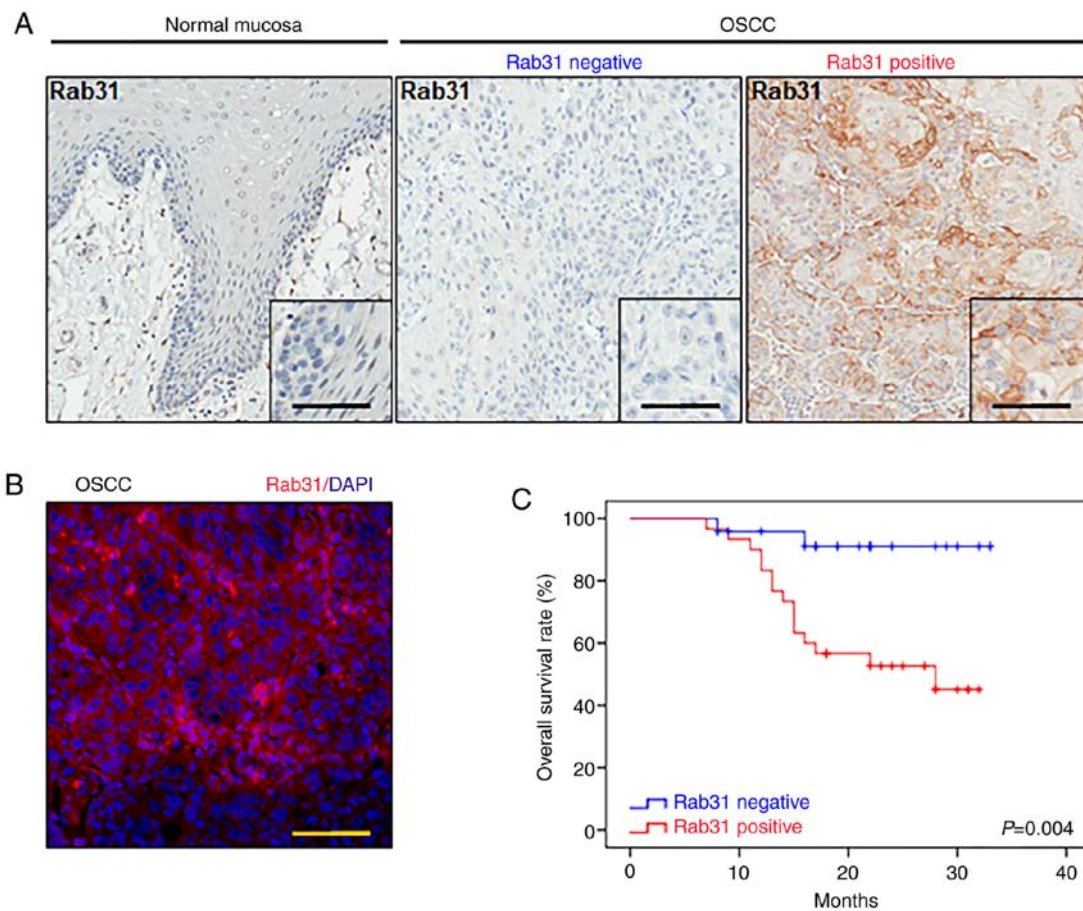 A
Normal mucosa
OSCC
Rab31 negative
Rab31 positive
Rab31
Rab31
Rab31
B
OSCC
Rab31/DAPI
C
Overall survival rate (%)
100
80
60
40
20
0
Rab31 negative
Rab31 positive
P=0.004
0 10 20 30 40
Months